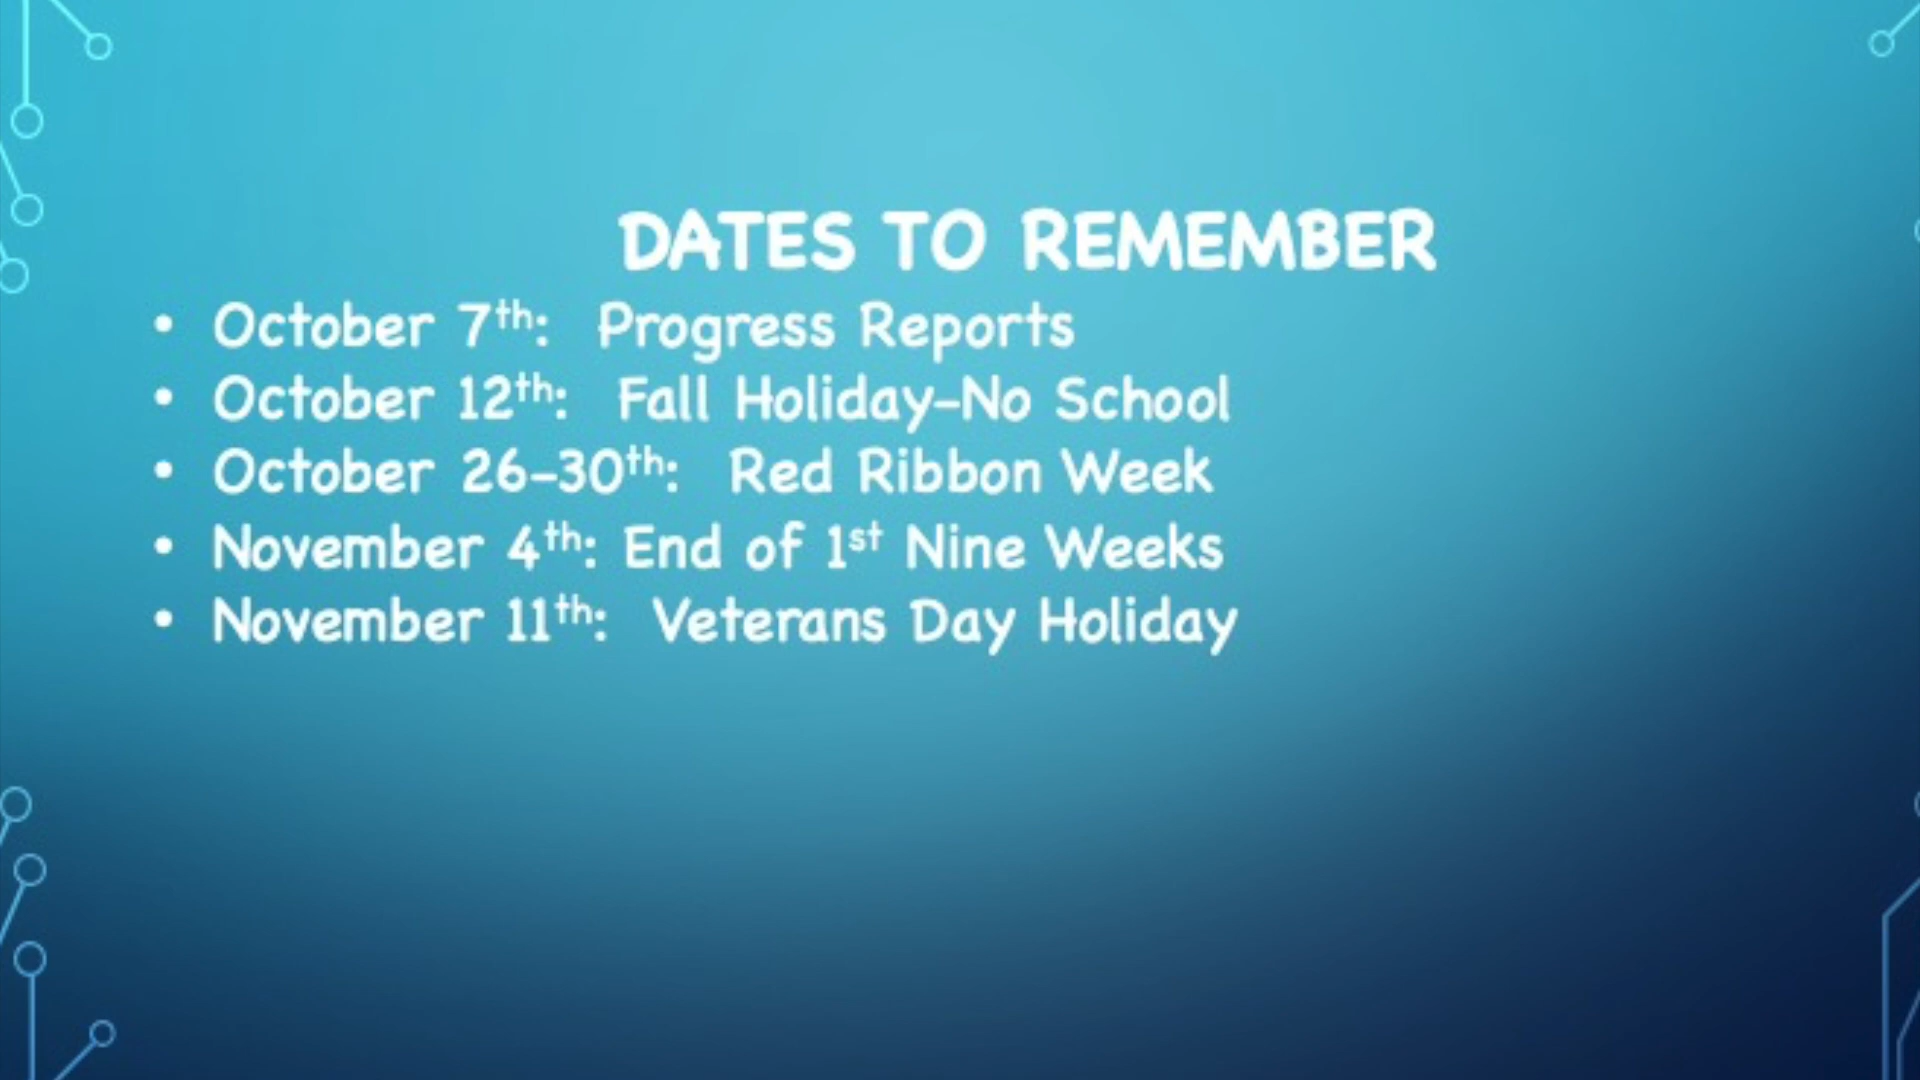 DATES TO REMEMBER
• October 7th: Progress Reports
• October 12th: Fall Holiday-No School
• October 26-30th: Red Ribbon Week
• November 4th: End of 1st Nine Weeks
• November 11th: Veterans Day Holiday